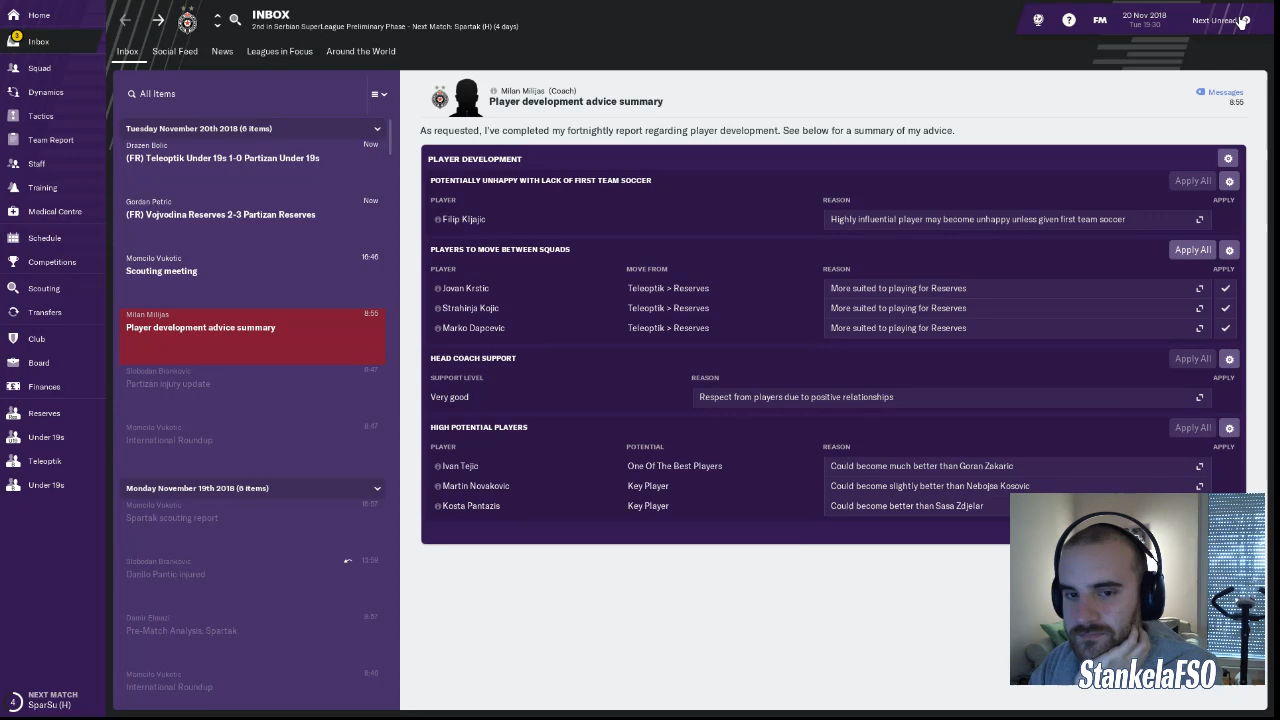 INBOX
2nd in Serbian SuperLeague Preliminary Phase - Next Match: Spartak (H) (4 days)
FM
20 Nov 2018
Tue 19:30
Next Unread
Home
3
Inbox
Squad
Dynamics
Tactics
Team Report
Staff
Training
Medical Centre
Schedule
Competitions
Scouting
Transfers
Club
Board
Finances
Reserves
Under 19s
Teleoptik
Under 19s
4
NEXT MATCH
SparSu (H)
Inbox Social Feed News Leagues in Focus Around the World
All Items
Tuesday November 20th 2018 (6 items)
Drazen Bolic Now
(FR) Teleoptik Under 19s 1-0 Partizan Under 19s
Gordan Petric Now
(FR) Vojvodina Reserves 2-3 Partizan Reserves
Momcilo Vukotic 16:46
Scouting meeting
Milan Milijas 8:55
Player development advice summary
Slobodan Brankovic 8:47
Partizan injury update
Momcilo Vukotic 8:47
International Roundup
Monday November 19th 2018 (6 items)
Momcilo Vukotic 16:57
Spartak scouting report
Slobodan Brankovic 13:59
Danilo Pantic injured
8:57
Pre-Match Analysis, Spartak
Momcilo Vukotic 8:46
International Roundup
Milan Milijas (Coach)
Player development advice summary
Messages
8:55
As requested, I've completed my fortnightly report regarding player development. See below for a summary of my advice.
PLAYER DEVELOPMENT
POTENTIALLY UNHAPPY WITH LACK OF FIRST TEAM SOCCER Apply All
PLAYER REASON APPLY
Filip Kljajic Highly influential player may become unhappy unless given first team soccer
PLAYERS TO MOVE BETWEEN SQUADS Apply All
PLAYER MOVE FROM REASON APPLY
Jovan Krstic Teleoptik > Reserves More suited to playing for Reserves
Strahinja Kojic Teleoptik > Reserves More suited to playing for Reserves
Marko Dapcevic Teleoptik > Reserves More suited to playing for Reserves
HEAD COACH SUPPORT Apply All
SUPPORT LEVEL REASON APPLY
Very good Respect from players due to positive relationships
HIGH POTENTIAL PLAYERS Apply All
PLAYER POTENTIAL REASON APPLY
Ivan Tejic One Of The Best Players Could become much better than Goran Zakaric
Martin Novakovic Key Player Could become slightly better than Nebojsa Kosovic
Kosta Pantazis Key Player Could become better than Sasa Zdjelar
StankelaFSO